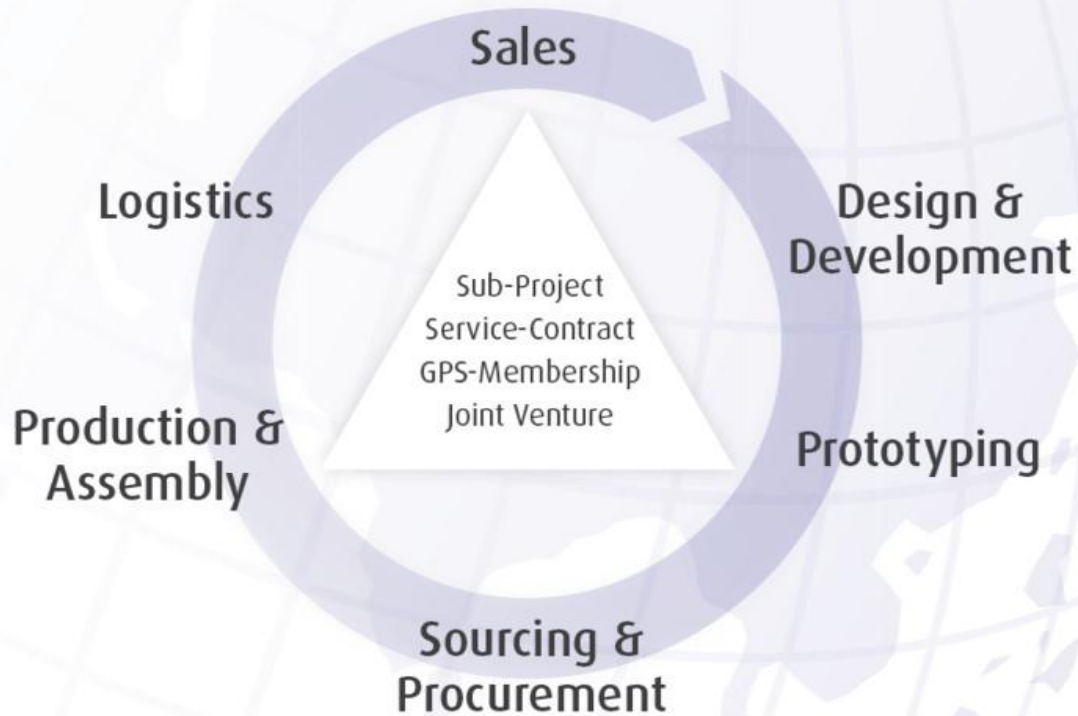 Sales
Design &
Development
Prototyping
Sourcing &
Procurement
Production &
Assembly
Logistics
Sub-Project
Service-Contract
GPS-Membership
Joint Venture